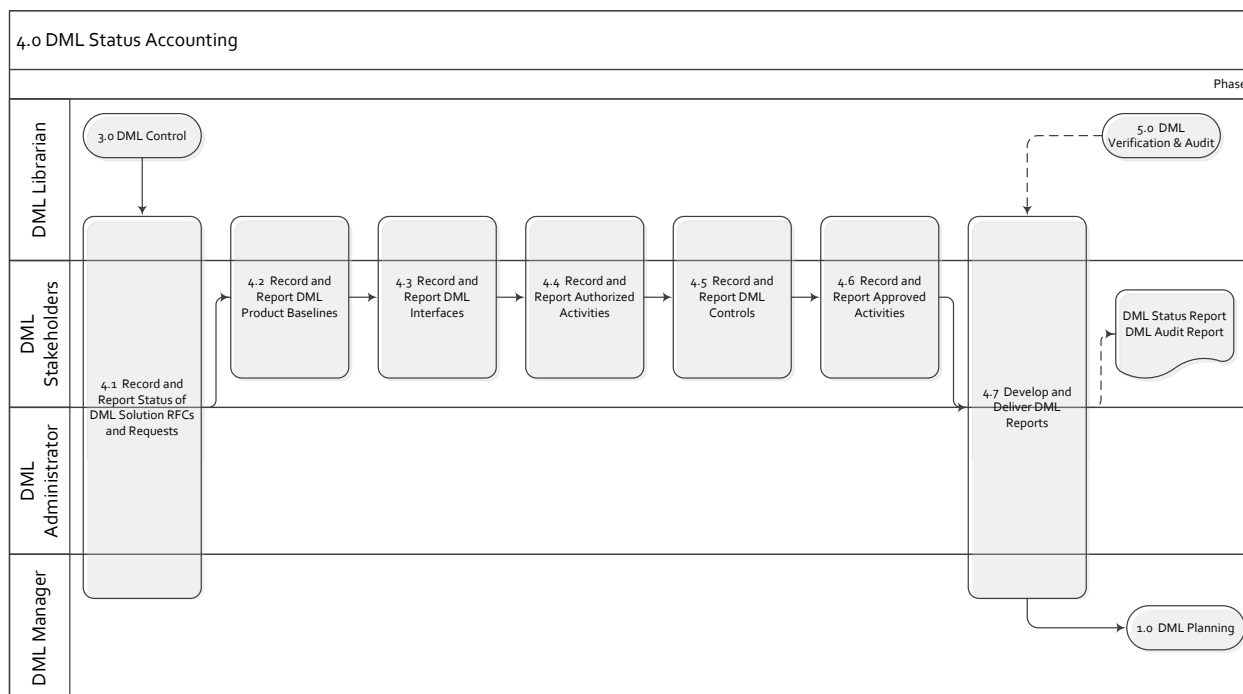 4.0 DML Status Accounting
Phase
DML Librarian
3.0 DML Control
5.0 DML
Verification & Audit
DML
Stakeholders
4.1 Record and
Report Status of
DML Solution RFCs
and Requests
4.2 Record and
Report DML
Product Baselines
4.3 Record and
Report DML
Interfaces
4.4 Record and
Report Authorized
Activities
4.5 Record and
Report DML
Controls
4.6 Record and
Report Approved
Activities
4.7 Develop and
Deliver DML
Reports
DML Status Report
DML Audit Report
DML
Administrator
DML Manager
1.0 DML Planning